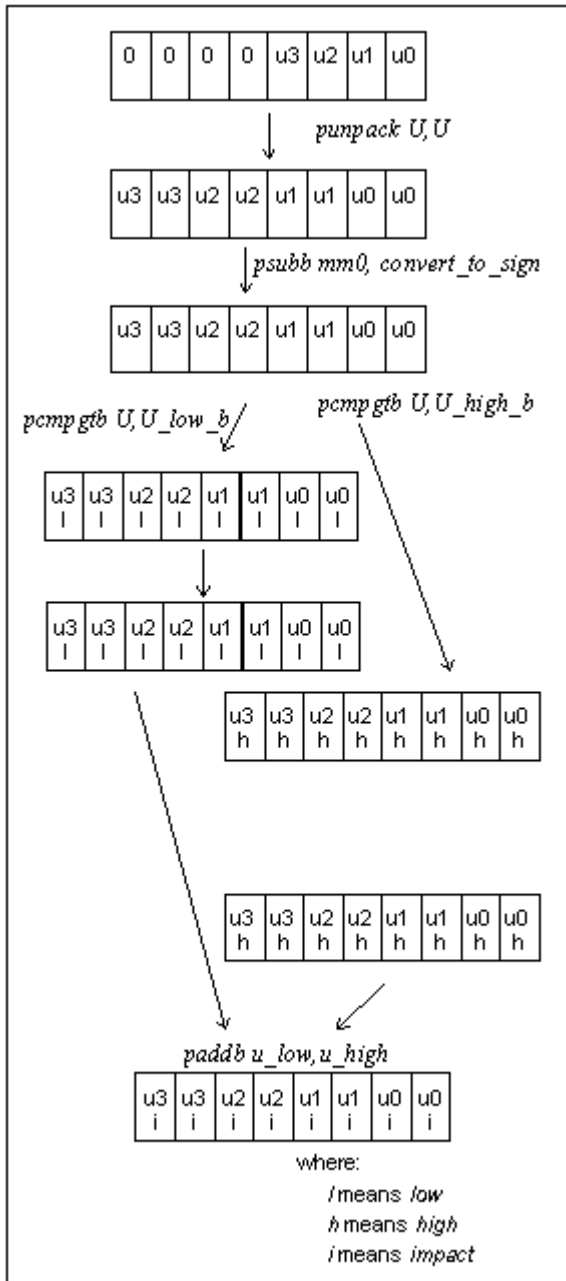 0 0 0 0 u3 u2 u1 u0
punpack U,U
u3 u3 u2 u2 u1 u1 u0 u0
psubb mm0, convert_to_sign
u3 u3 u2 u2 u1 u1 u0 u0
pcmpgtb U,U_low_b
pcmpgtb U,U_high_b
u3 u3 u2 u2 u1 u1 u0 u0
l l l l l l l l
u3 u3 u2 u2 u1 u1 u0 u0
l l l l l l l l
u3 u3 u2 u2 u1 u1 u0 u0
h h h h h h h h
u3 u3 u2 u2 u1 u1 u0 u0
h h h h h h h h
paddb u_low,u_high
u3 u3 u2 u2 u1 u1 u0 u0
i i i i i i i i
where:
l means low
h means high
i means impact